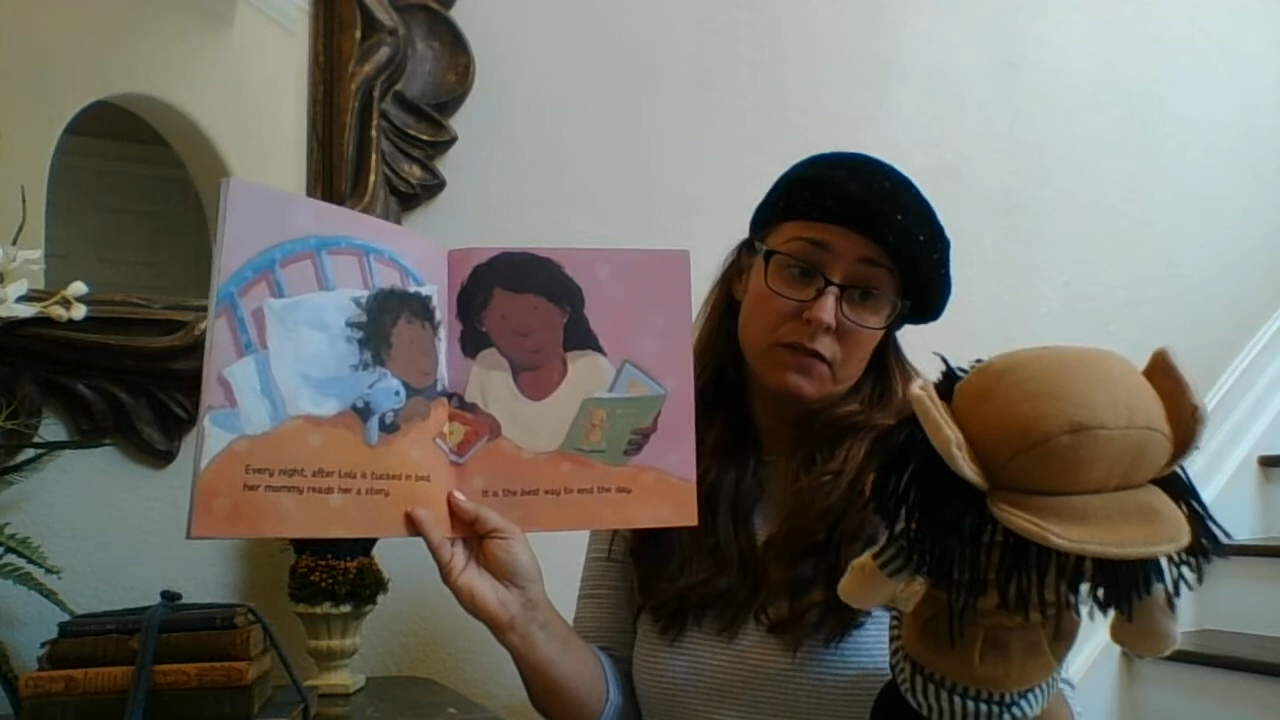 Every night, after Lola is tucked in bed,
her mommy reads her a story.
It is the best way to end the day.